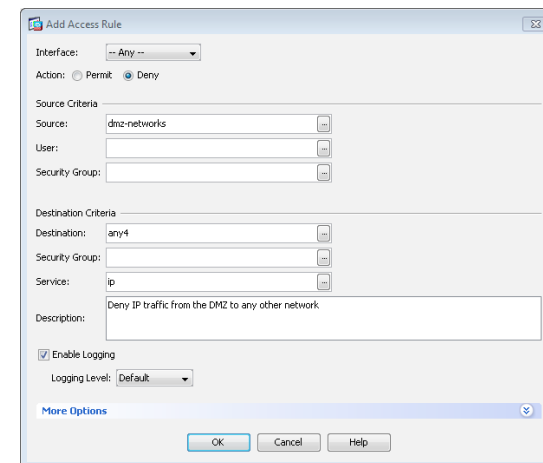 Add Access Rule
Interface: -- Any --
Action: Permit Deny
Source Criteria
Source: dmz-networks ...
User: ...
Security Group: ...
Destination Criteria
Destination: any4 ...
Security Group: ...
Service: ip ...
Deny IP traffic from the DMZ to any other network
Description:
Enable Logging
Logging Level: Default
More Options
OK Cancel Help